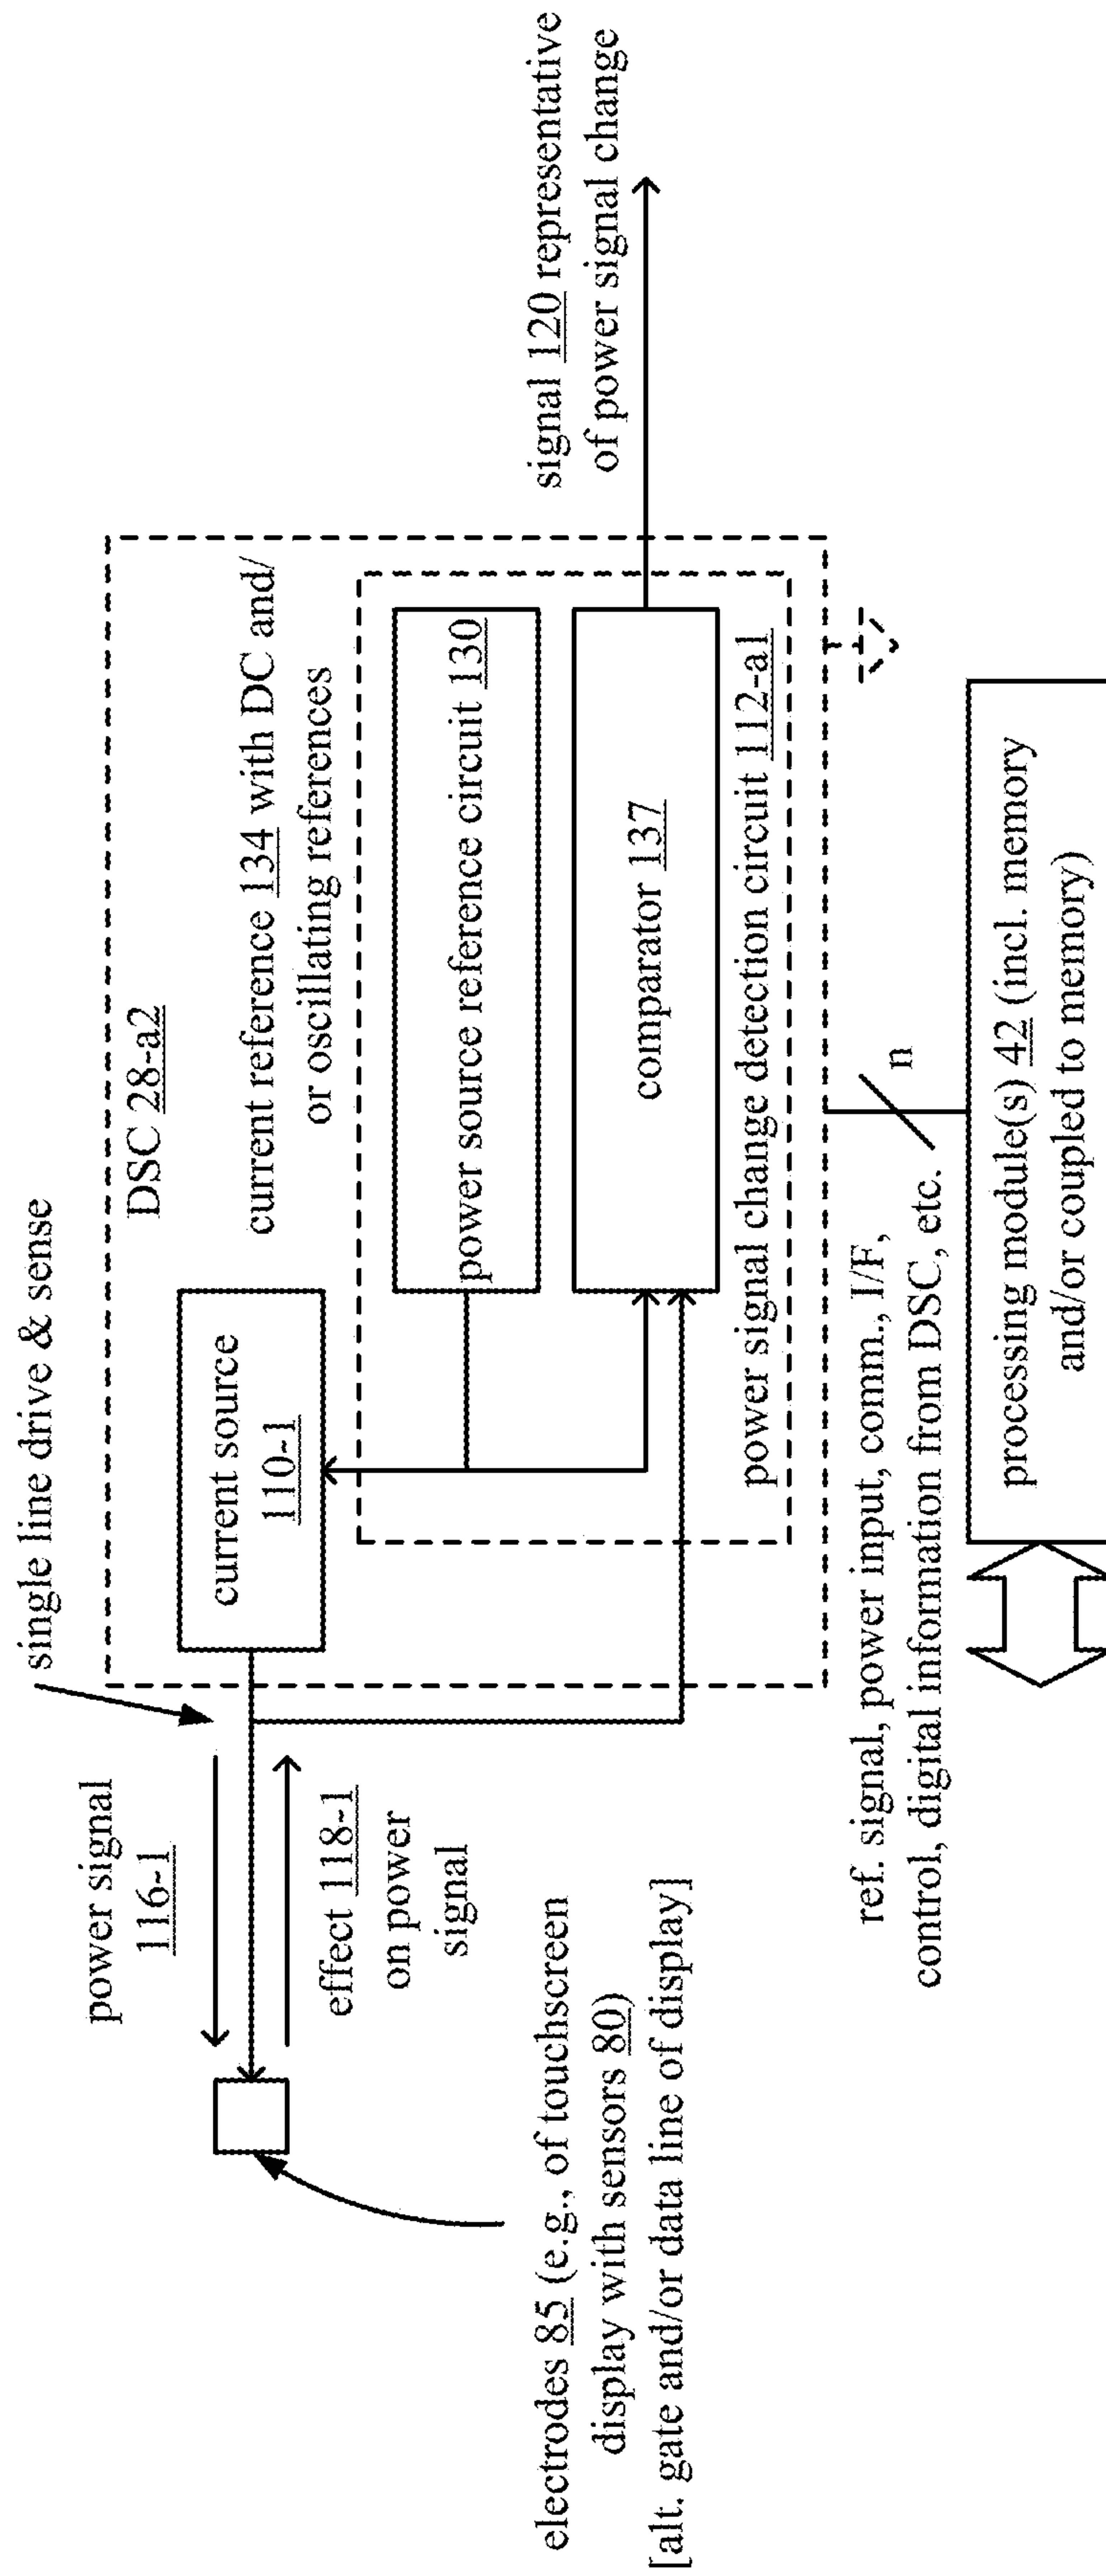 single line drive & sense
power signal
116-1
effect 118-1
on power
signal
electrodes 85 (e.g., of touchscreen
display with sensors 80)
[alt. gate and/or data line of display]
DSC 28-a2
current source
110-1
current reference 134 with DC and/
or oscillating references
power source reference circuit 130
comparator 137
power signal change detection circuit 112-a1
signal 120 representative
of power signal change
ref. signal, power input, comm., I/F,
control, digital information from DSC, etc.
n
processing module(s) 42 (incl. memory
and/or coupled to memory)